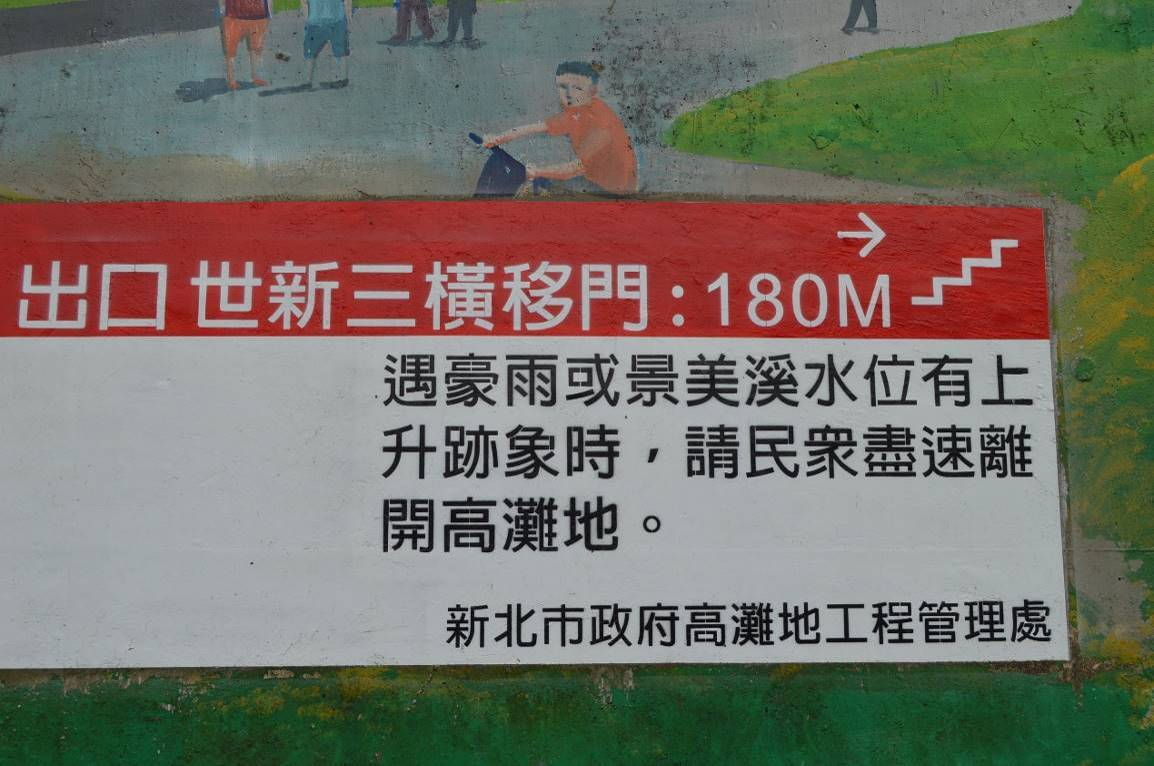 出口 世新三橫移門:180M
遇豪雨或景美溪水位有上
升跡象時，請民眾盡速離
開高灘地。
新北市政府高灘地工程管理處